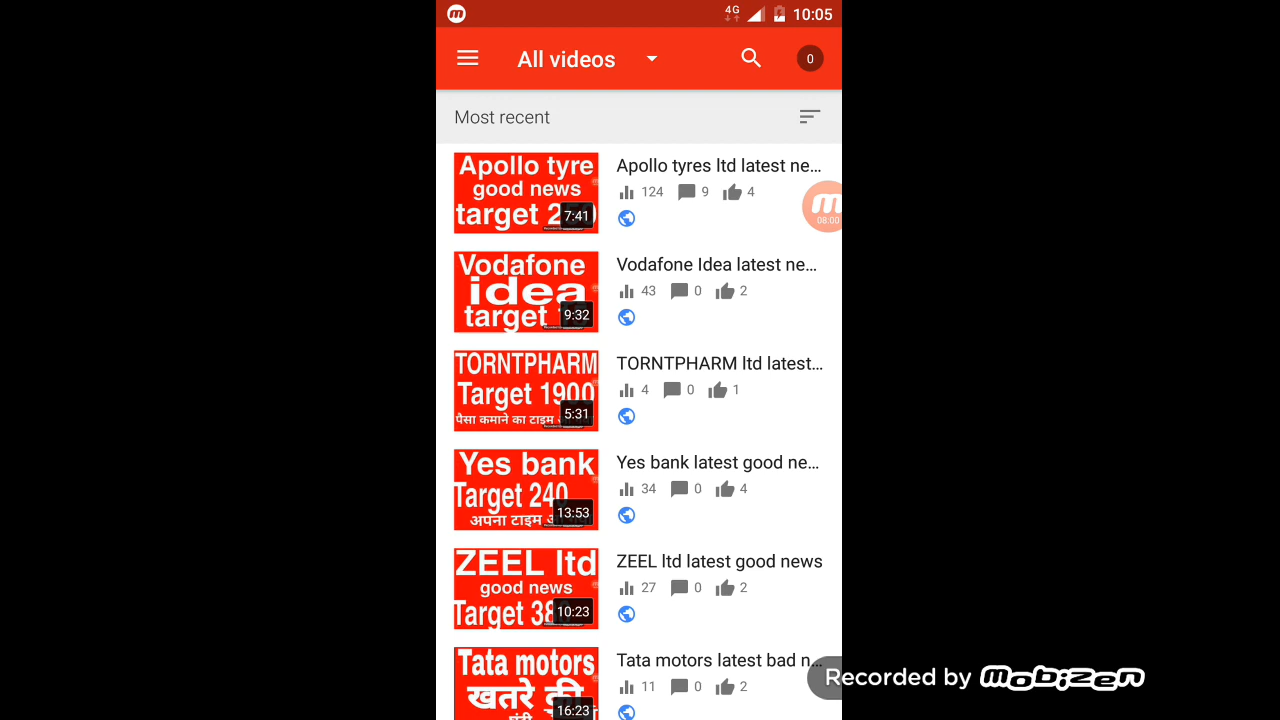 4G
10:05
All videos
0
Most recent
Apollo tyre
good news
target
7:41
Apollo tyres ltd latest ne…
124
9
4
08:00
Vodafone
idea
target
9:32
Vodafone Idea latest ne…
43
0
2
TORNTPHARM
Target 1900
पैसा कमाने का टाइम
5:31
TORNTPHARM ltd latest…
4
0
1
Yes bank
Target 240
अपना टाइम
13:53
Yes bank latest good ne…
34
0
4
ZEEL ltd
good news
Target
10:23
ZEEL ltd latest good news
27
0
2
Tata motors
खतरे की
16:23
Tata motors latest bad n…
11
0
2
Recorded by mobizen